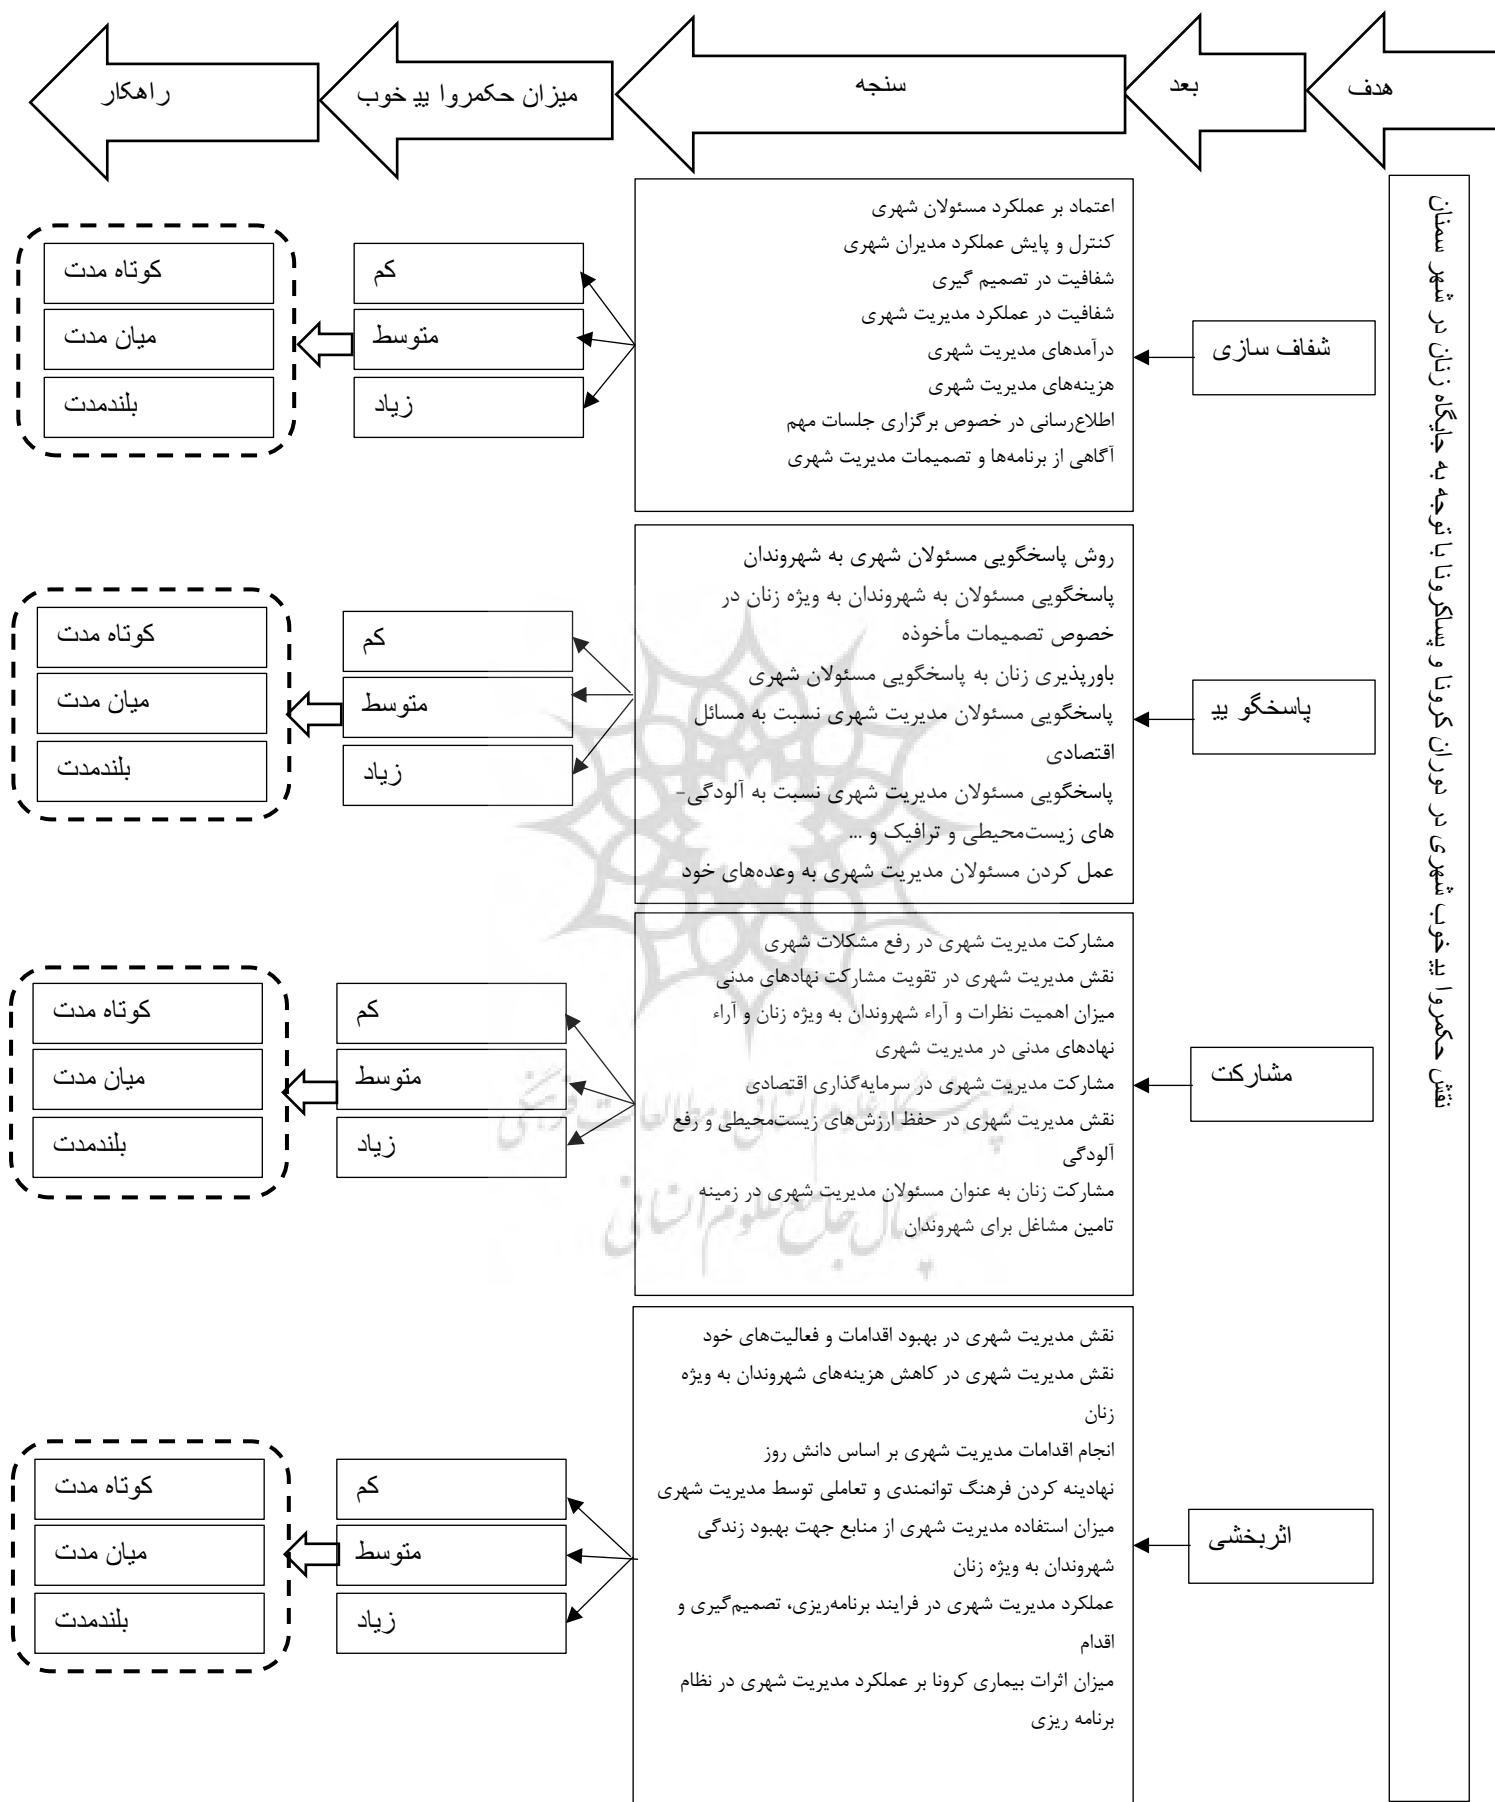 هدف
بعد
سنجه
میزان حکمروا یی خوب
راهکار
نقش حکمروا یی خوب شهری در دوران کرونا و پساکرونا با توجه به جایگاه زنان در شهر سمنان
شفاف سازی
اعتماد بر عملکرد مسئولان شهری
کنترل و پایش عملکرد مدیران شهری
شفافیت در تصمیم گیری
شفافیت در عملکرد مدیریت شهری
درآمدهای مدیریت شهری
هزینه‌های مدیریت شهری
اطلاع‌رسانی در خصوص برگزاری جلسات مهم
آگاهی از برنامه‌ها و تصمیمات مدیریت شهری
کم
متوسط
زیاد
کوتاه مدت
میان مدت
بلندمدت
پاسخگو یی
روش پاسخگویی مسئولان شهری به شهروندان
پاسخگویی مسئولان به شهروندان به ویژه زنان در
خصوص تصمیمات مأخوذه
باورپذیری زنان به پاسخگویی مسئولان شهری
پاسخگویی مسئولان مدیریت شهری نسبت به مسائل
اقتصادی
پاسخگویی مسئولان مدیریت شهری نسبت به آلودگی-
های زیست‌محیطی و ترافیک و ...
عمل کردن مسئولان مدیریت شهری به وعده‌های خود
کم
متوسط
زیاد
کوتاه مدت
میان مدت
بلندمدت
مشارکت
مشارکت مدیریت شهری در رفع مشکلات شهری
نقش مدیریت شهری در تقویت مشارکت نهادهای مدنی
میزان اهمیت نظرات و آراء شهروندان به ویژه زنان و آراء
نهادهای مدنی در مدیریت شهری
مشارکت مدیریت شهری در سرمایه‌گذاری اقتصادی
نقش مدیریت شهری در حفظ ارزش‌های زیست‌محیطی و رفع
آلودگی
مشارکت زنان به عنوان مسئولان مدیریت شهری در زمینه
تامین مشاغل برای شهروندان
کم
متوسط
زیاد
کوتاه مدت
میان مدت
بلندمدت
اثربخشی
نقش مدیریت شهری در بهبود اقدامات و فعالیت‌های خود
نقش مدیریت شهری در کاهش هزینه‌های شهروندان به ویژه
زنان
انجام اقدامات مدیریت شهری بر اساس دانش روز
نهادینه کردن فرهنگ توانمندی و تعاملی توسط مدیریت شهری
میزان استفاده مدیریت شهری از منابع جهت بهبود زندگی
شهروندان به ویژه زنان
عملکرد مدیریت شهری در فرایند برنامه‌ریزی، تصمیم‌گیری و
اقدام
میزان اثرات بیماری کرونا بر عملکرد مدیریت شهری در نظام
برنامه ریزی
کم
متوسط
زیاد
کوتاه مدت
میان مدت
بلندمدت
پژوهشگاه علوم انسانی و مطالعات فرهنگی
پرتال جامع علوم انسانی